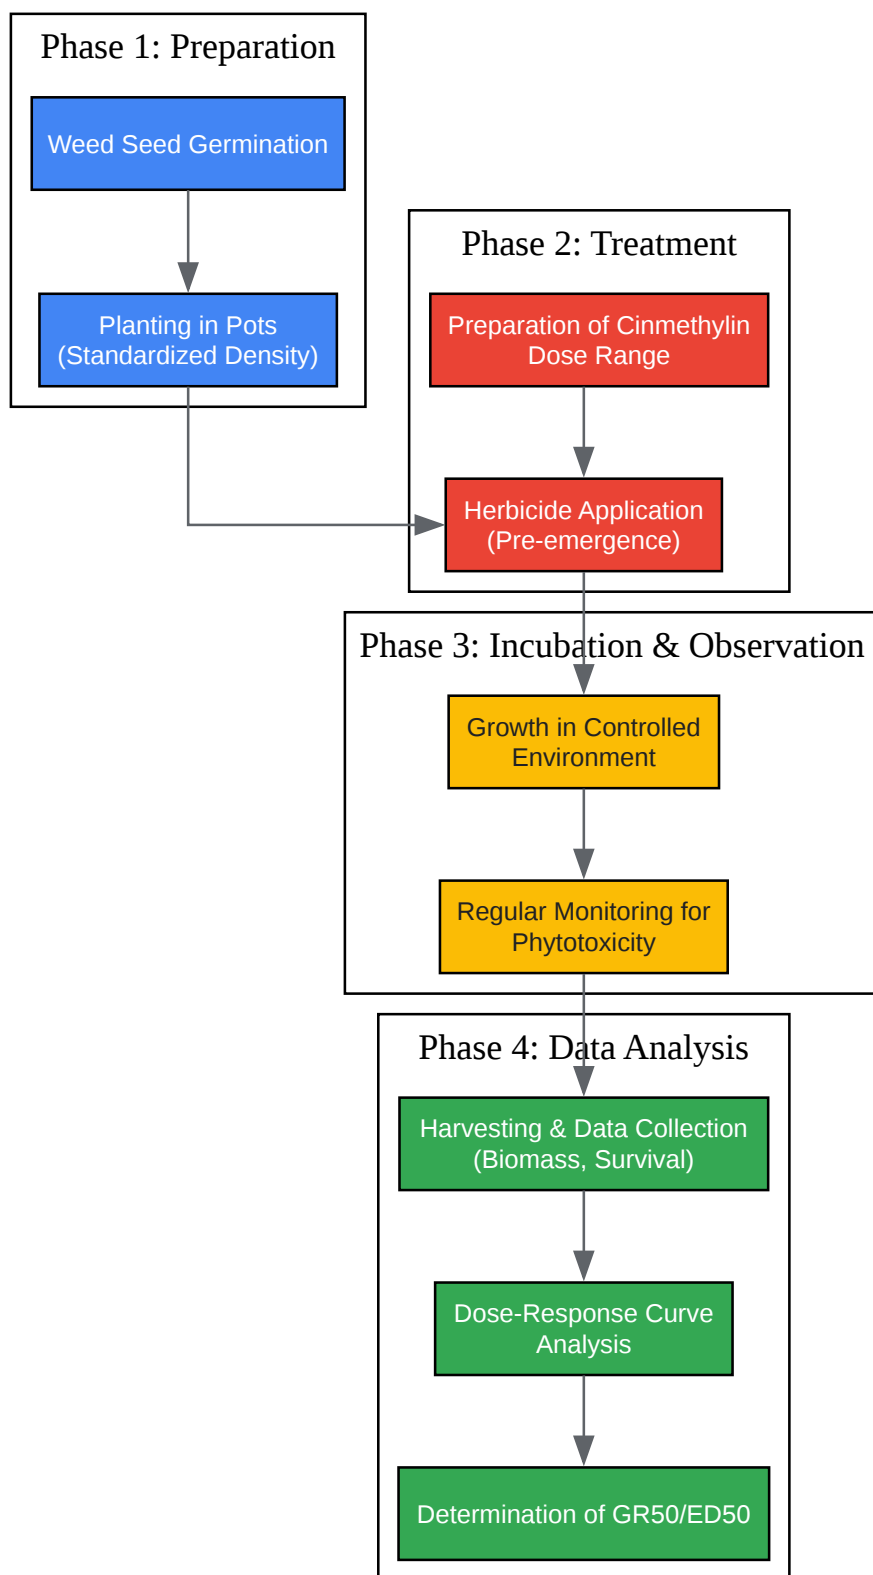 Phase 1: Preparation
Weed Seed Germination
Planting in Pots
(Standardized Density)
Phase 2: Treatment
Preparation of Cinmethylin
Dose Range
Herbicide Application
(Pre-emergence)
Phase 3: Incubation & Observation
Growth in Controlled
Environment
Regular Monitoring for
Phytotoxicity
Phase 4: Data Analysis
Harvesting & Data Collection
(Biomass, Survival)
Dose-Response Curve
Analysis
Determination of GR50/ED50